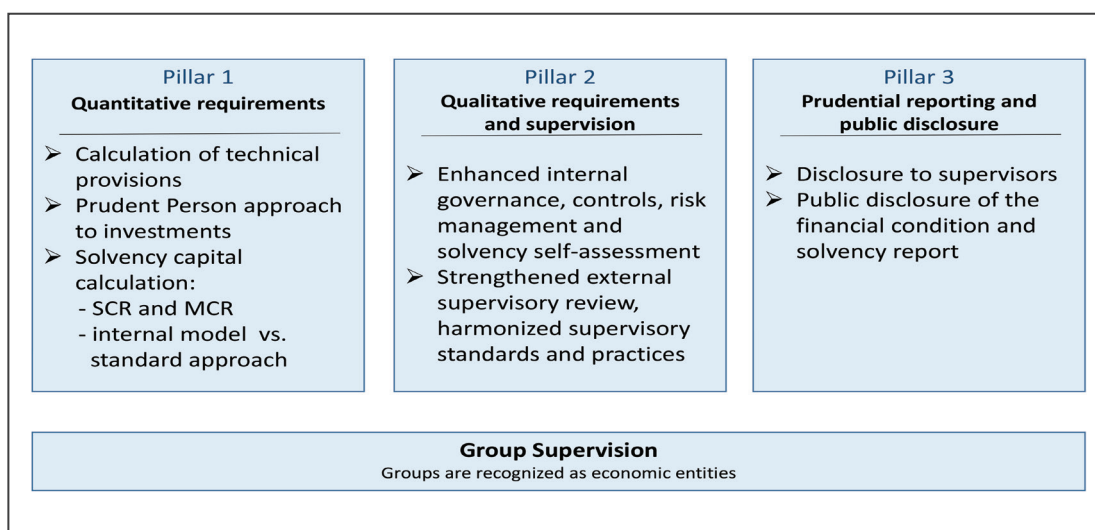 Pillar 1
Quantitative requirements
➢ Calculation of technical
provisions
➢ Prudent Person approach
to investments
➢ Solvency capital
calculation:
- SCR and MCR
- internal model vs.
standard approach
Pillar 2
Qualitative requirements
and supervision
➢ Enhanced internal
governance, controls, risk
management and
solvency self-assessment
➢ Strengthened external
supervisory review,
harmonized supervisory
standards and practices
Pillar 3
Prudential reporting and
public disclosure
➢ Disclosure to supervisors
➢ Public disclosure of the
financial condition and
solvency report
Group Supervision
Groups are recognized as economic entities